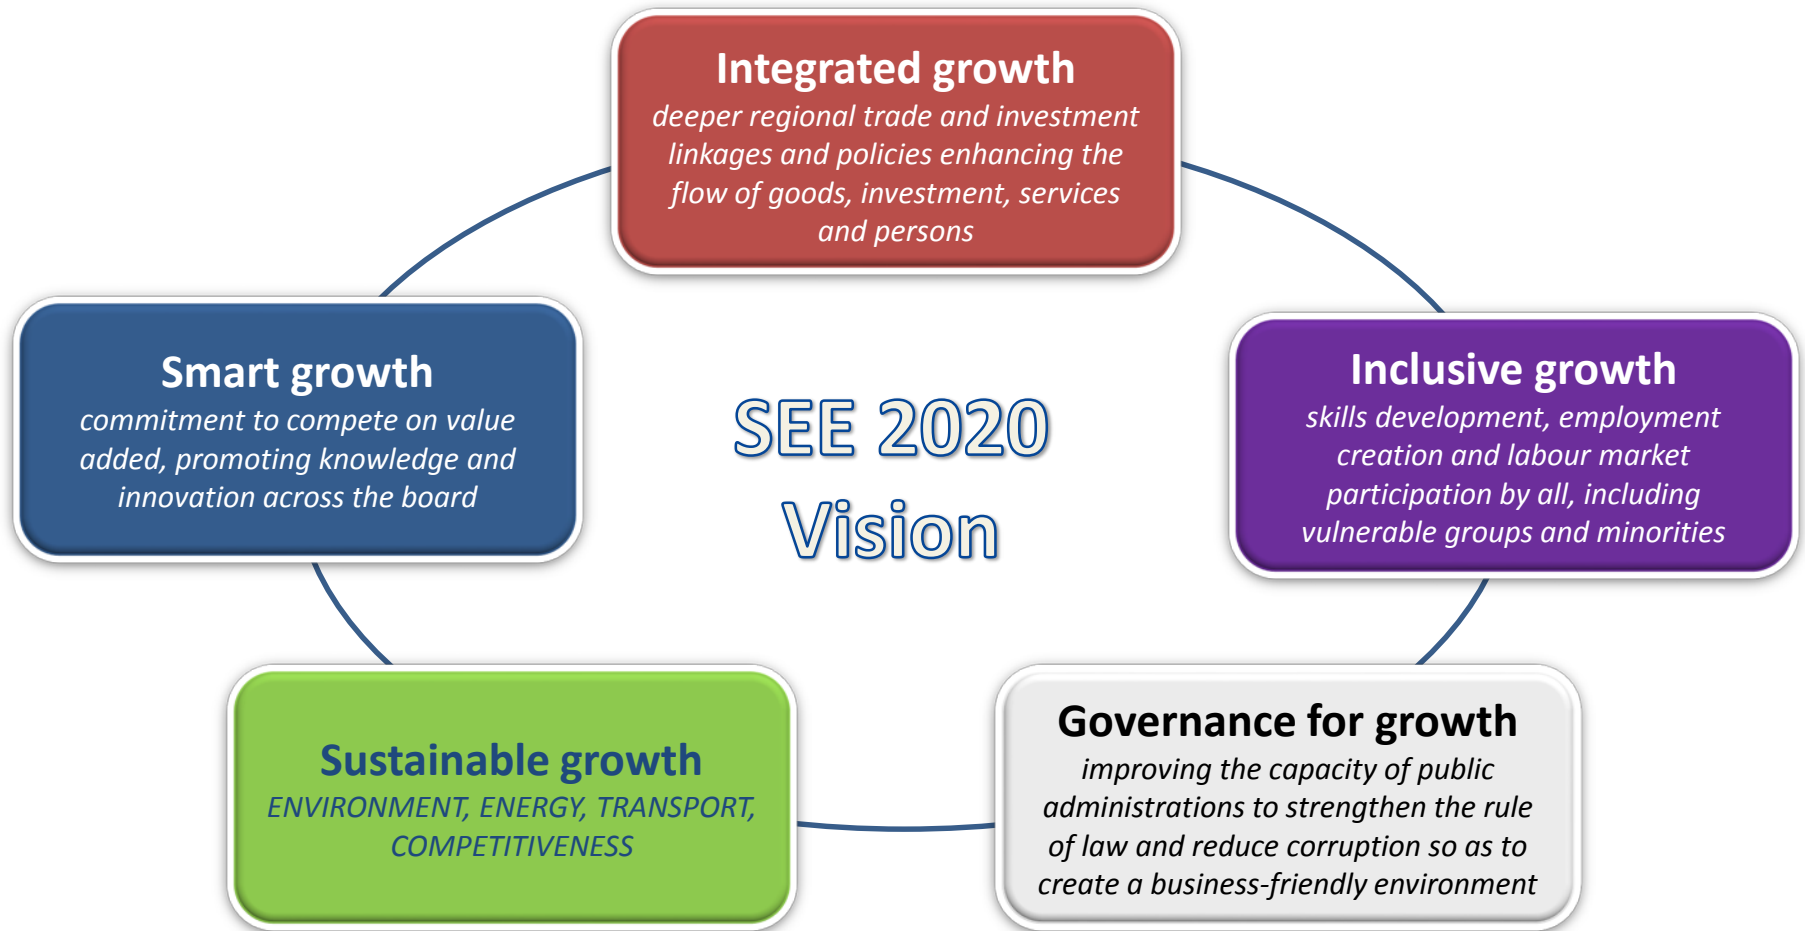 Integrated growth
deeper regional trade and investment
linkages and policies enhancing the
flow of goods, investment, services
and persons
Smart growth
commitment to compete on value
added, promoting knowledge and
innovation across the board
SEE 2020
Vision
Inclusive growth
skills development, employment
creation and labour market
participation by all, including
vulnerable groups and minorities
Sustainable growth
ENVIRONMENT, ENERGY, TRANSPORT,
COMPETITIVENESS
Governance for growth
improving the capacity of public
administrations to strengthen the rule
of law and reduce corruption so as to
create a business-friendly environment